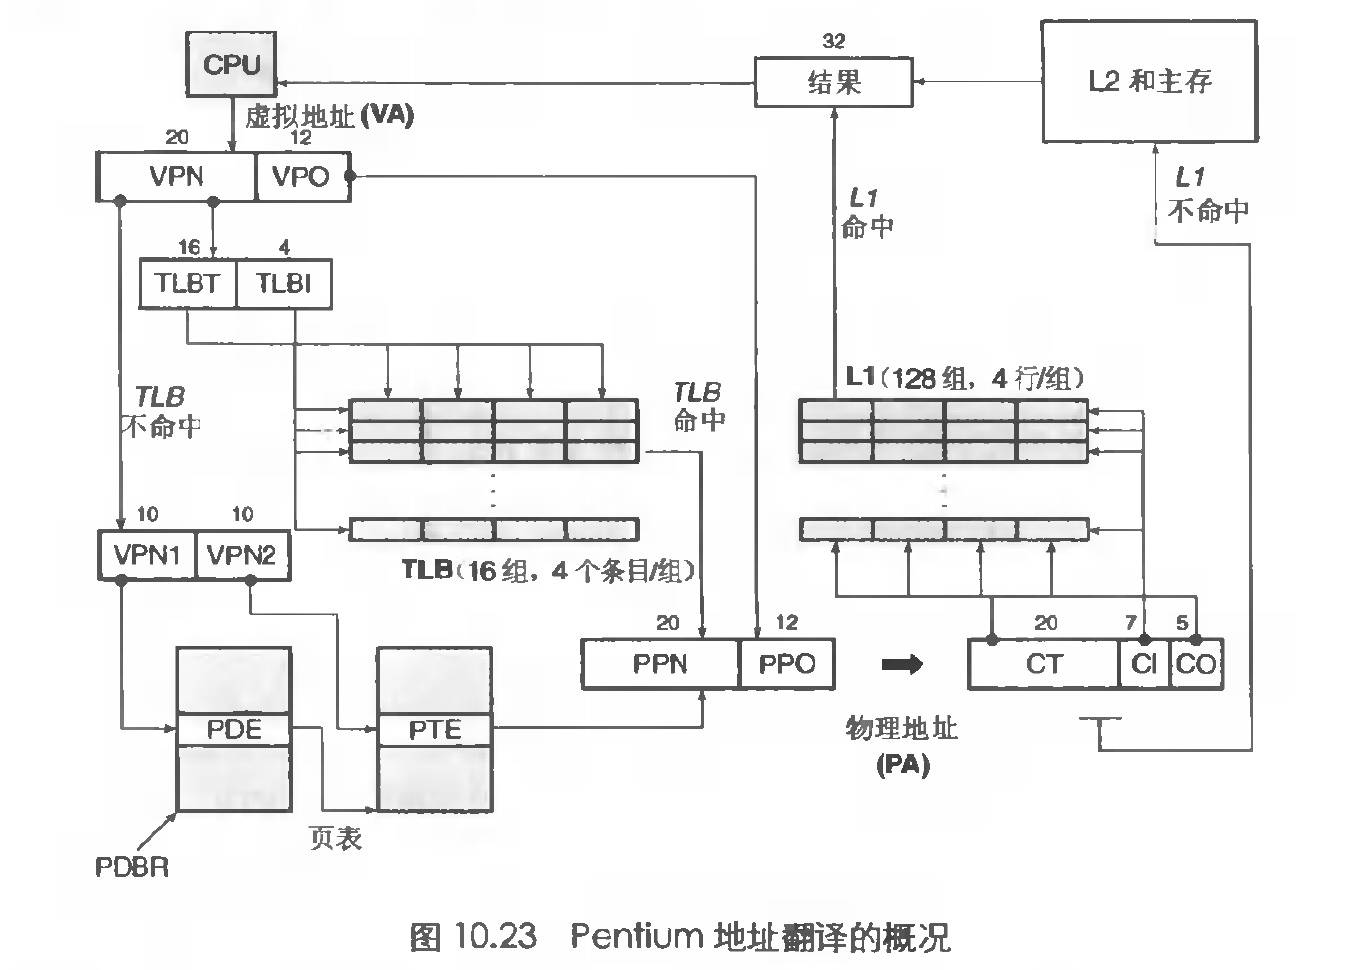 CPU
32
结果
L2 和主存
虚拟地址(VA)
20 12
VPN VPO
L1
命中
L1
不命中
16 4
TLBT TLBI
TLB
不命中
TLB
命中
L1(128 组，4 行/组)
10 10
VPN1 VPN2
TLB(16 组，4 个条目/组)
20 12
PPN PPO
20 7 5
CT CI CO
PDE
PTE
物理地址
(PA)
页表
PDBR
图 10.23 Pentium 地址翻译的概况